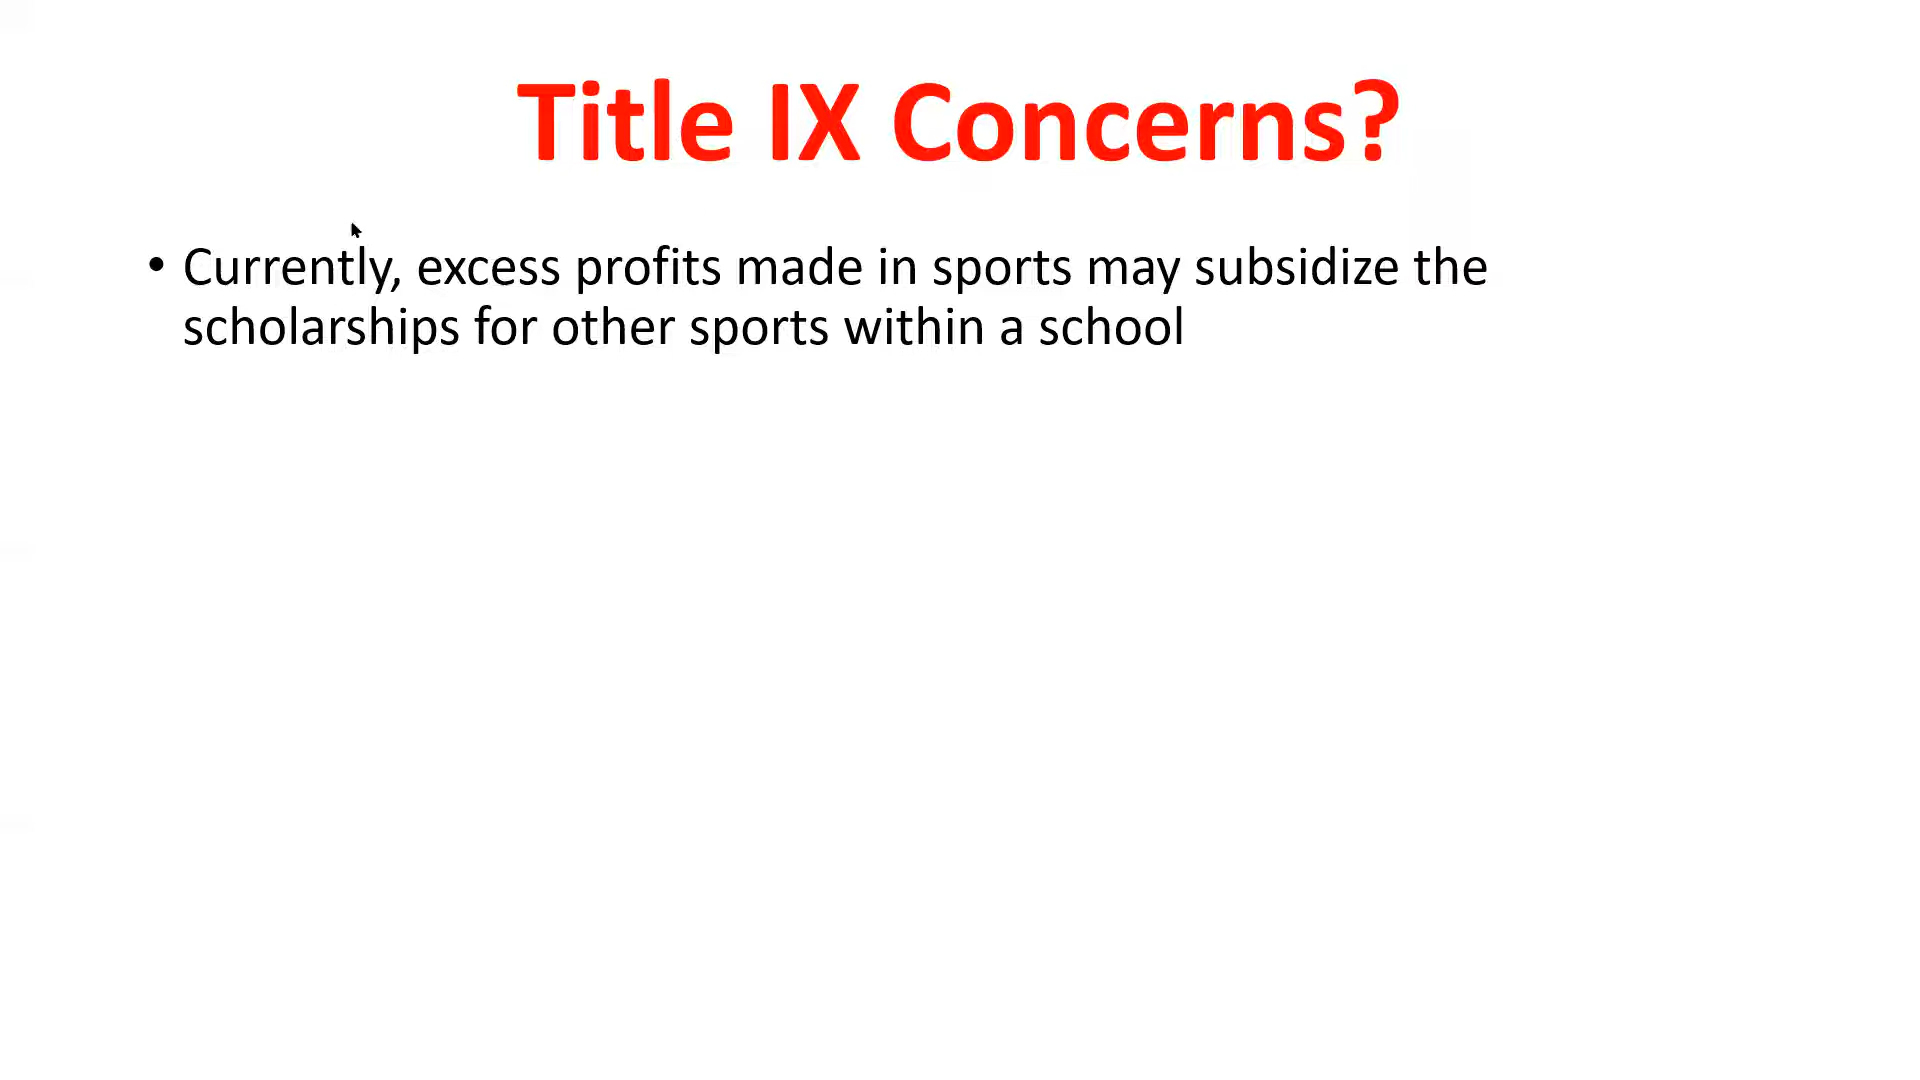 Title IX Concerns?
• Currently, excess profits made in sports may subsidize the
scholarships for other sports within a school